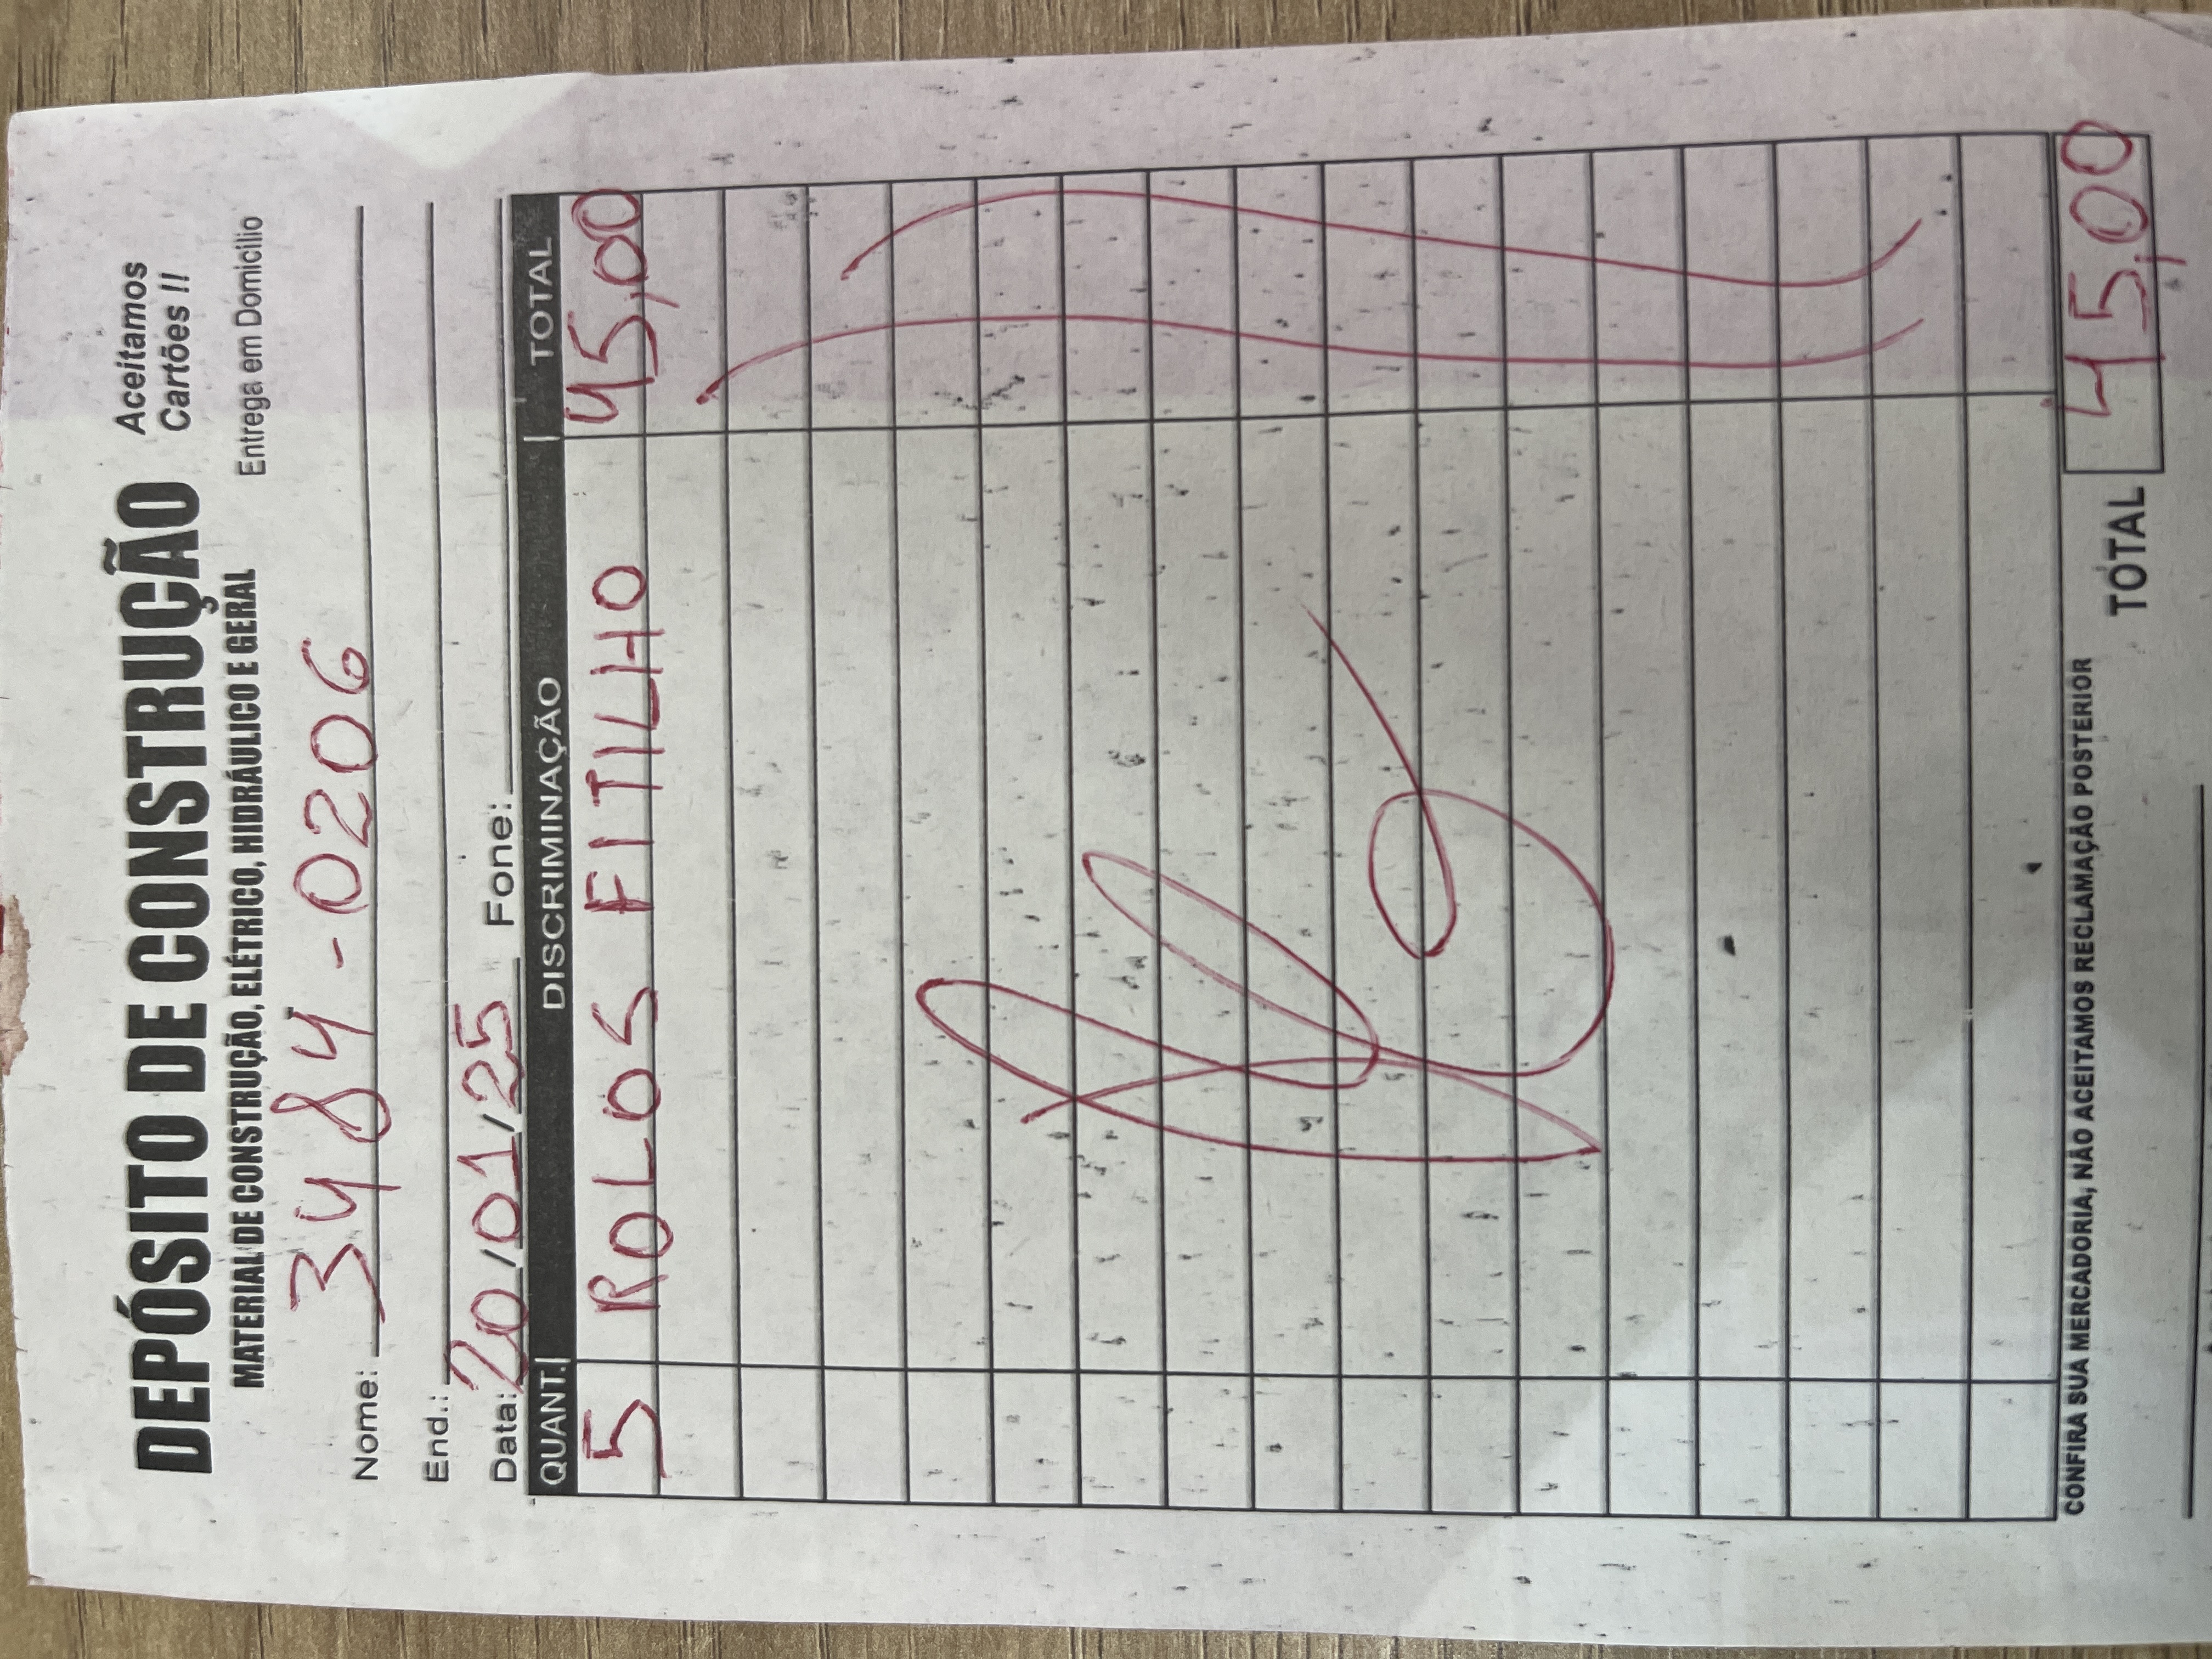 DEPÓSITO DE CONSTRUÇÃO
Aceitamos
Cartões !!
MATERIAL DE CONSTRUÇÃO, ELÉTRICO, HIDRÁULICO E GERAL
Entrega em Domicílio
Nome: 3484-0206
End.:
Data: 20/01/25 Fone:
QUANT. DISCRIMINAÇÃO TOTAL
5 ROLOS FITILHO 45,00
CONFIRA SUA MERCADORIA, NÃO ACEITAMOS RECLAMAÇÃO POSTERIOR
TOTAL 45,00